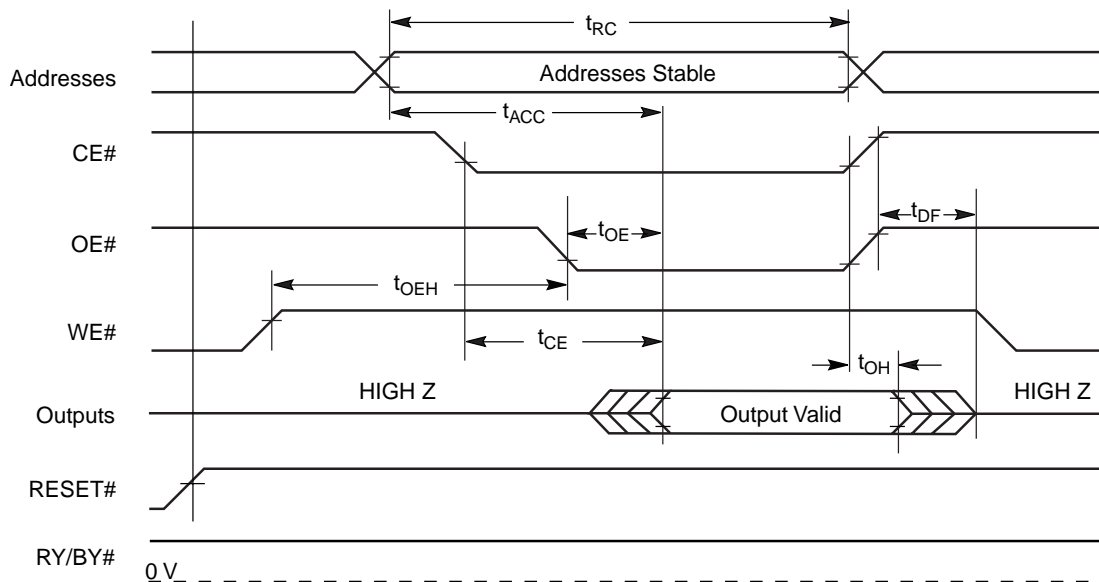 tRC
Addresses
Addresses Stable
tACC
CE#
tDF
OE#
tOE
tOEH
WE#
tCE
tOH
HIGH Z
HIGH Z
Outputs
Output Valid
RESET#
RY/BY#
0 V